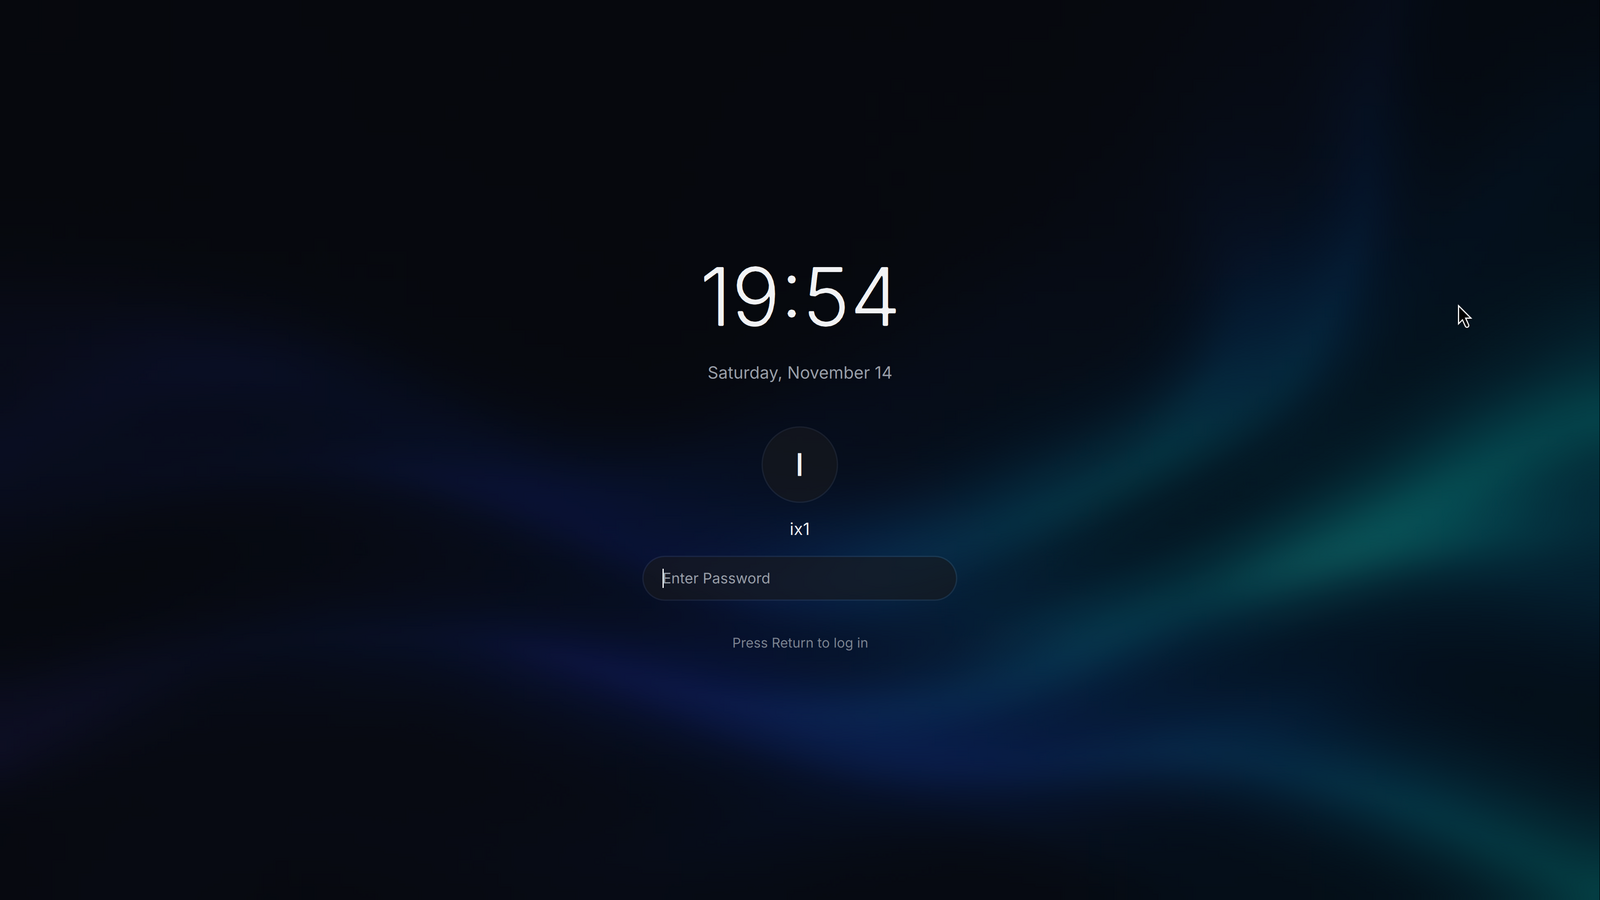 19:54
Saturday, November 14
I
ix1
Enter Password
Press Return to log in